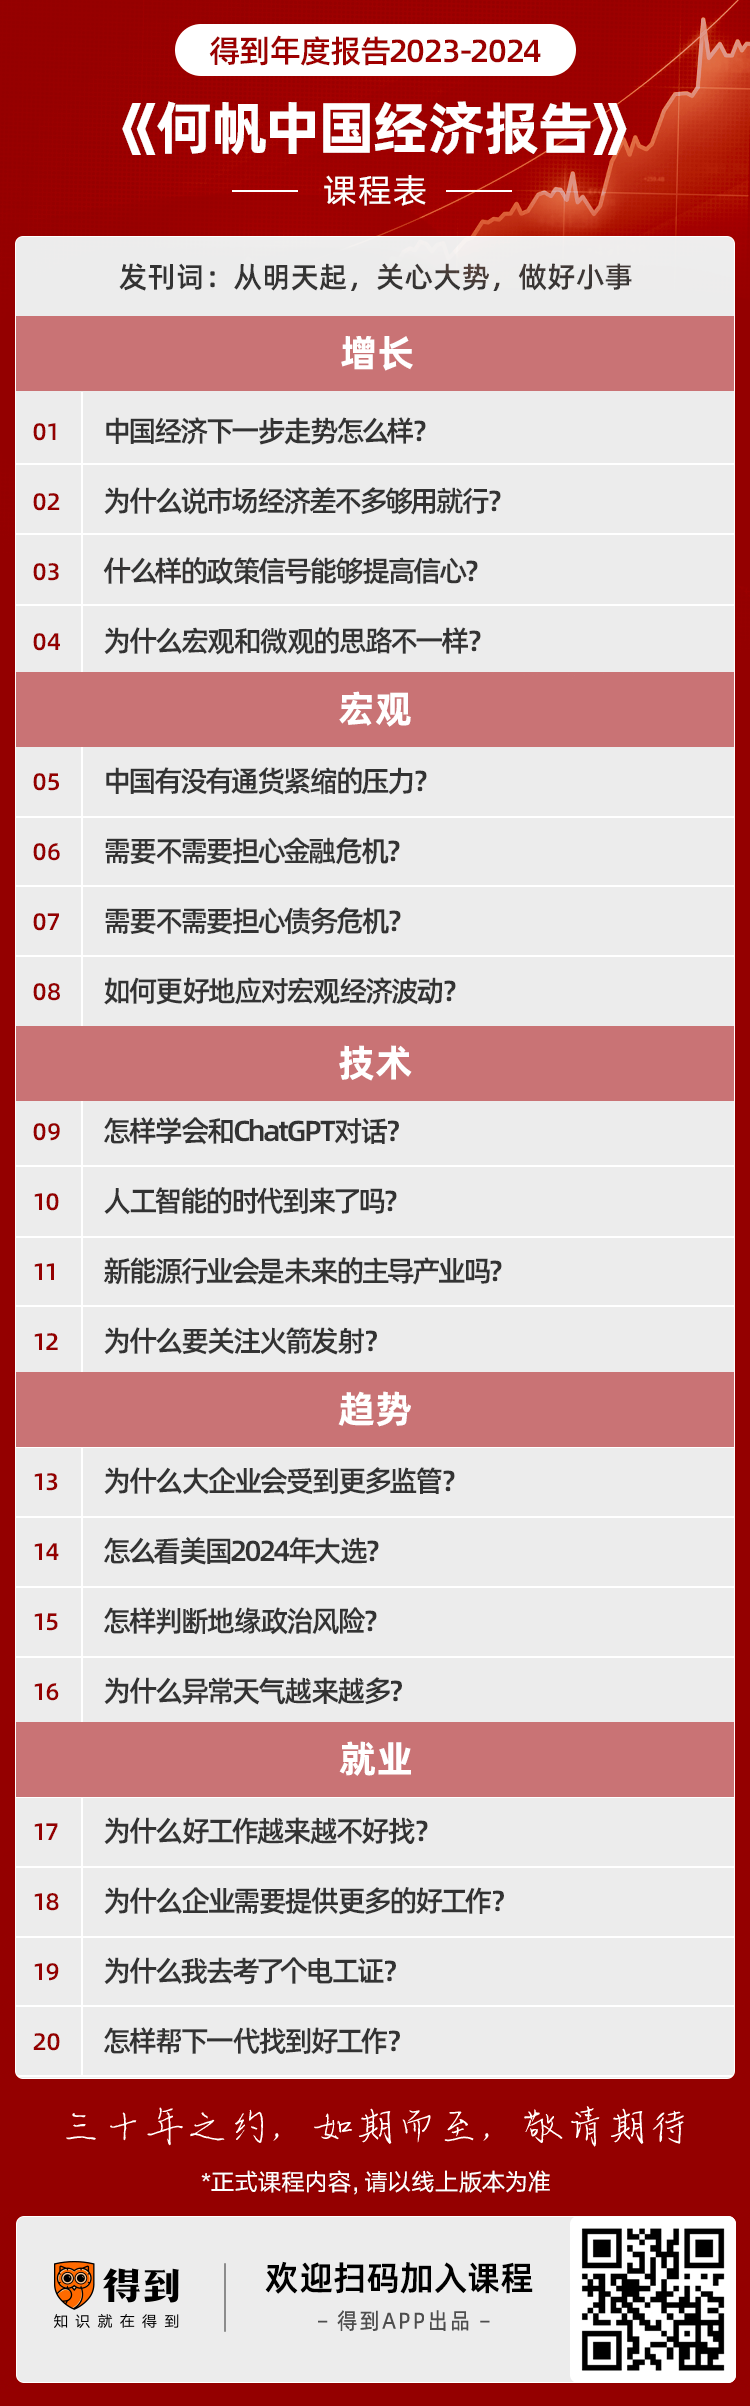 得到年度报告2023-2024
《何帆中国经济报告》
课程表
发刊词：从明天起，关心大势，做好小事
增长
01 中国经济下一步走势怎么样？
02 为什么说市场经济差不多够用就行？
03 什么样的政策信号能够提高信心？
04 为什么宏观和微观的思路不一样？
宏观
05 中国有没有通货紧缩的压力？
06 需要不需要担心金融危机？
07 需要不需要担心债务危机？
08 如何更好地应对宏观经济波动？
技术
09 怎样学会和ChatGPT对话？
10 人工智能的时代到来了吗？
11 新能源行业会是未来的主导产业吗？
12 为什么要关注火箭发射？
趋势
13 为什么大企业会受到更多监管？
14 怎么看美国2024年大选？
15 怎样判断地缘政治风险？
16 为什么异常天气越来越多？
就业
17 为什么好工作越来越不好找？
18 为什么企业需要提供更多的好工作？
19 为什么我去考了个电工证？
20 怎样帮下一代找到好工作？
三十年之约，如期而至，敬请期待
*正式课程内容，请以线上版本为准
得到
知识就在得到
欢迎扫码加入课程
– 得到APP出品 –